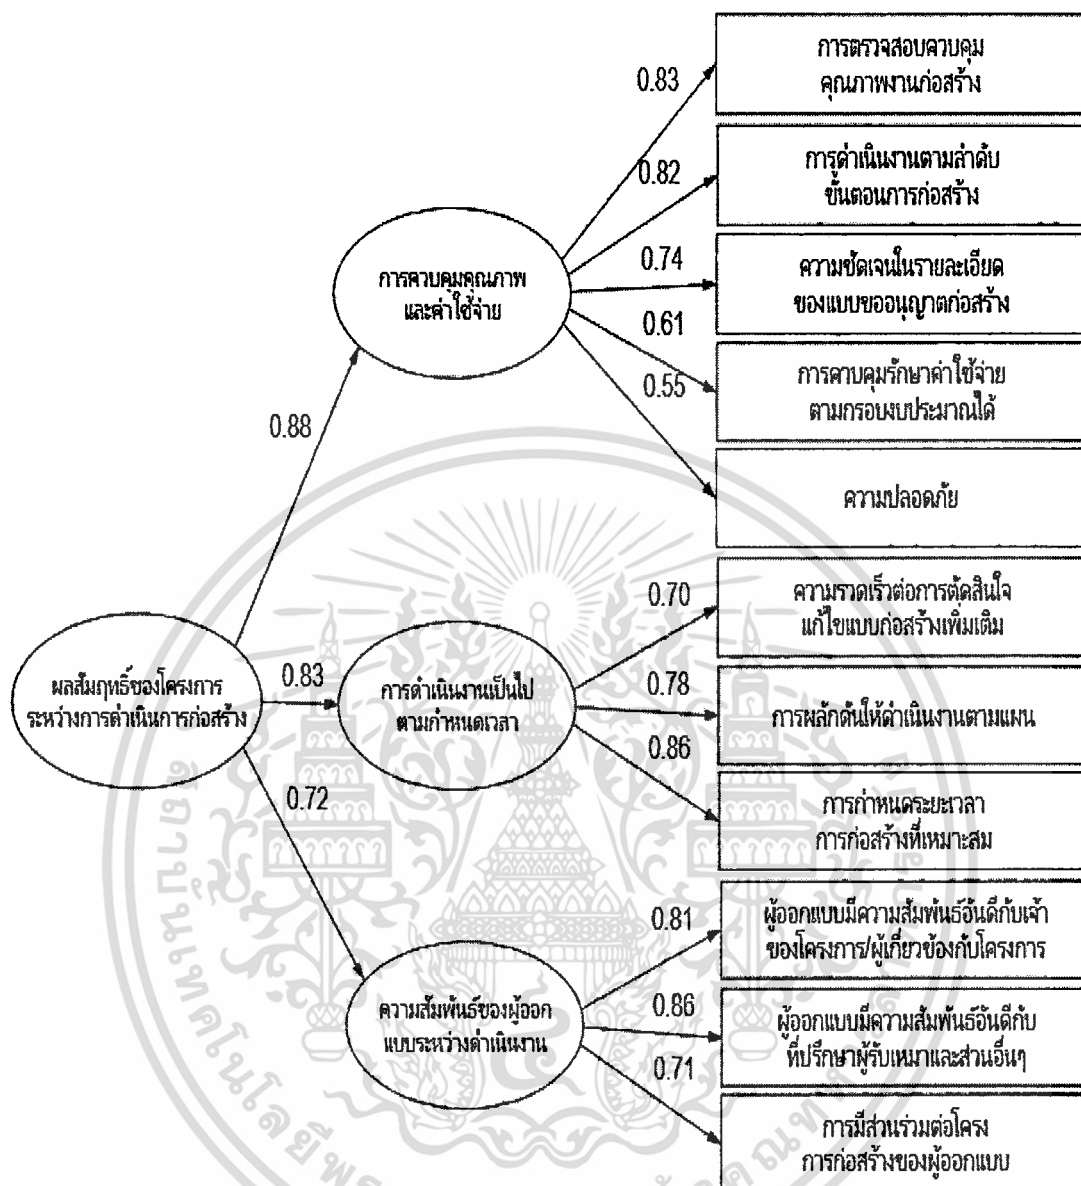 0.83
การตรวจสอบควบคุม
คุณภาพงานก่อสร้าง
0.82
การดำเนินงานตามลำดับ
ขั้นตอนการก่อสร้าง
0.74
ความชัดเจนในรายละเอียด
ของแบบขออนุญาตก่อสร้าง
การควบคุมคุณภาพ
และค่าใช้จ่าย
0.61
การควบคุมรักษาค่าใช้จ่าย
ตามกรอบงบประมาณได้
0.55
ความปลอดภัย
0.88
0.70
ความรวดเร็วต่อการตัดสินใจ
แก้ไขแบบก่อสร้างเพิ่มเติม
ผลสัมฤทธิ์ของโครงการ
ระหว่างการดำเนินการก่อสร้าง
0.83
การดำเนินงานเป็นไป
ตามกำหนดเวลา
0.78
การผลักดันให้ดำเนินงานตามแผน
0.86
การกำหนดระยะเวลา
การก่อสร้างที่เหมาะสม
0.72
0.81
ผู้ออกแบบมีความสัมพันธ์อันดีกับเจ้า
ของโครงการ/ผู้เกี่ยวข้องกับโครงการ
ความสัมพันธ์ของผู้ออก
แบบระหว่างดำเนินงาน
0.86
ผู้ออกแบบมีความสัมพันธ์อันดีกับ
ที่ปรึกษาผู้รับเหมาและส่วนอื่นๆ
0.71
การมีส่วนร่วมต่อโครง
การก่อสร้างของผู้ออกแบบ